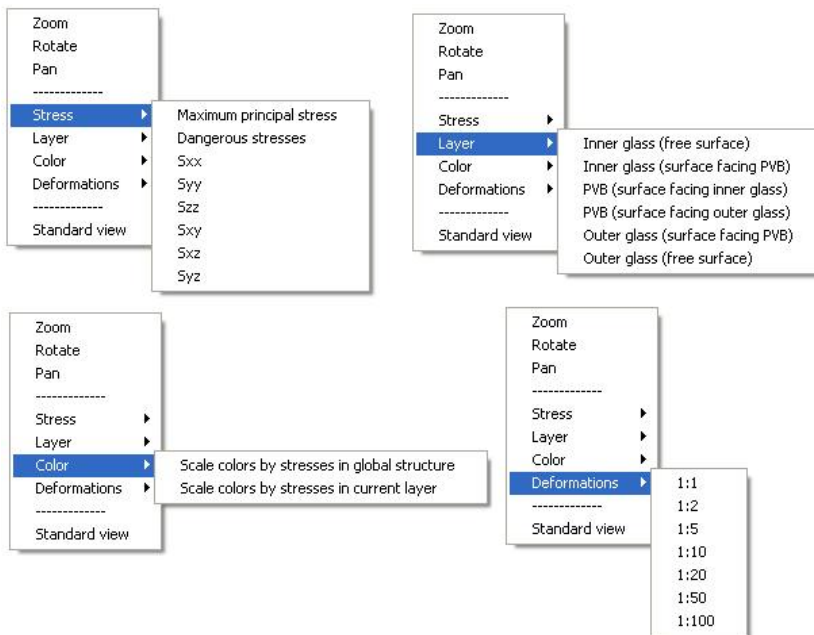 Zoom
Rotate
Pan
-------------
Stress
Layer
Color
Deformations
-------------
Standard view
Maximum principal stress
Dangerous stresses
Sxx
Syy
Szz
Sxy
Sxz
Syz
Zoom
Rotate
Pan
-------------
Stress
Layer
Color
Deformations
-------------
Standard view
Inner glass (free surface)
Inner glass (surface facing PVB)
PVB (surface facing inner glass)
PVB (surface facing outer glass)
Outer glass (surface facing PVB)
Outer glass (free surface)
Zoom
Rotate
Pan
-------------
Stress
Layer
Color
Deformations
-------------
Standard view
Scale colors by stresses in global structure
Scale colors by stresses in current layer
Zoom
Rotate
Pan
-------------
Stress
Layer
Color
Deformations
-------------
Standard view
1:1
1:2
1:5
1:10
1:20
1:50
1:100